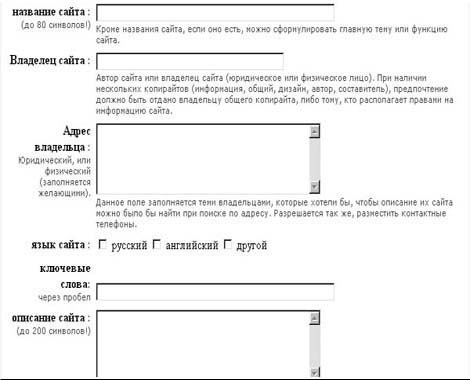 название сайта :
(до 80 символов!)
Кроме названия сайта, если оно есть, можно сформулировать главную тему или функцию
сайта.
Владелец сайта :
Автор сайта или владелец сайта (юридическое или физическое лицо). При наличии
нескольких копирайтов (информация, общий, дизайн, автор, составитель), предпочтение
должно быть отдано владельцу общего копирайта, либо тому, кто располагает правами на
информацию сайта.
Адрес
владельца :
Юридический, или
физический
(заполняется
желающими).
Данное поле заполняется теми владельцами, которые хотели бы, чтобы описание их сайта
можно было бы найти при поиске по адресу. Разрешается так же, разместить контактные
телефоны.
язык сайта : русский английский другой
ключевые
слова:
через пробел
описание сайта :
(до 200 символов!)